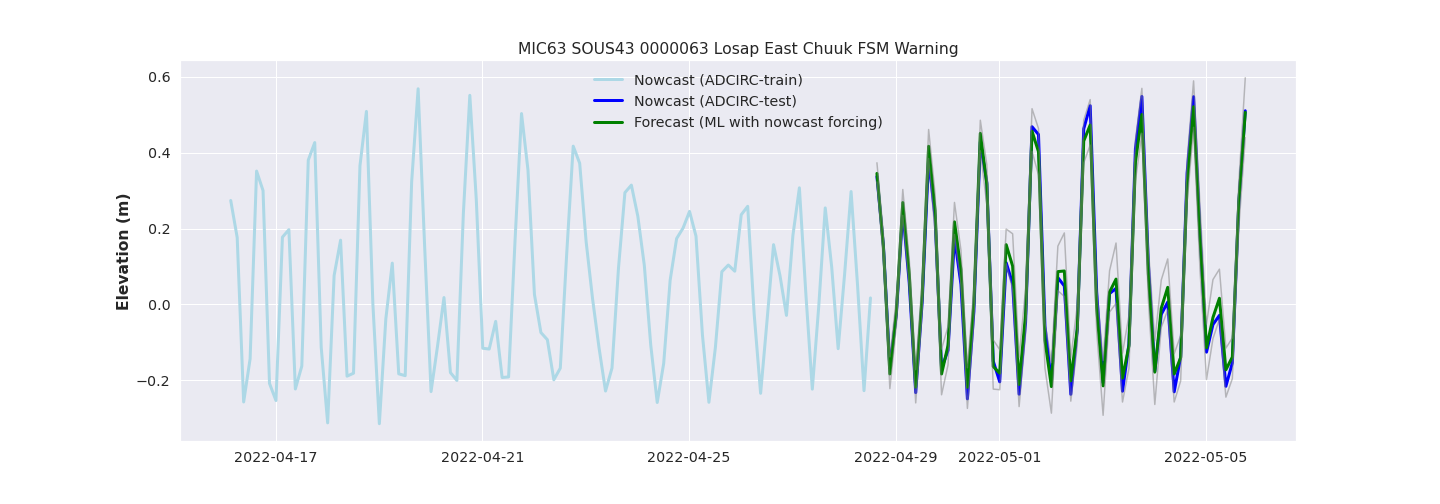 MIC63 SOUS43 0000063 Losap East Chuuk FSM Warning
Nowcast (ADCIRC-train)
Nowcast (ADCIRC-test)
Forecast (ML with nowcast forcing)
Elevation (m)
0.6
0.4
0.2
0.0
−0.2
2022-04-17 2022-04-21 2022-04-25 2022-04-29 2022-05-01 2022-05-05